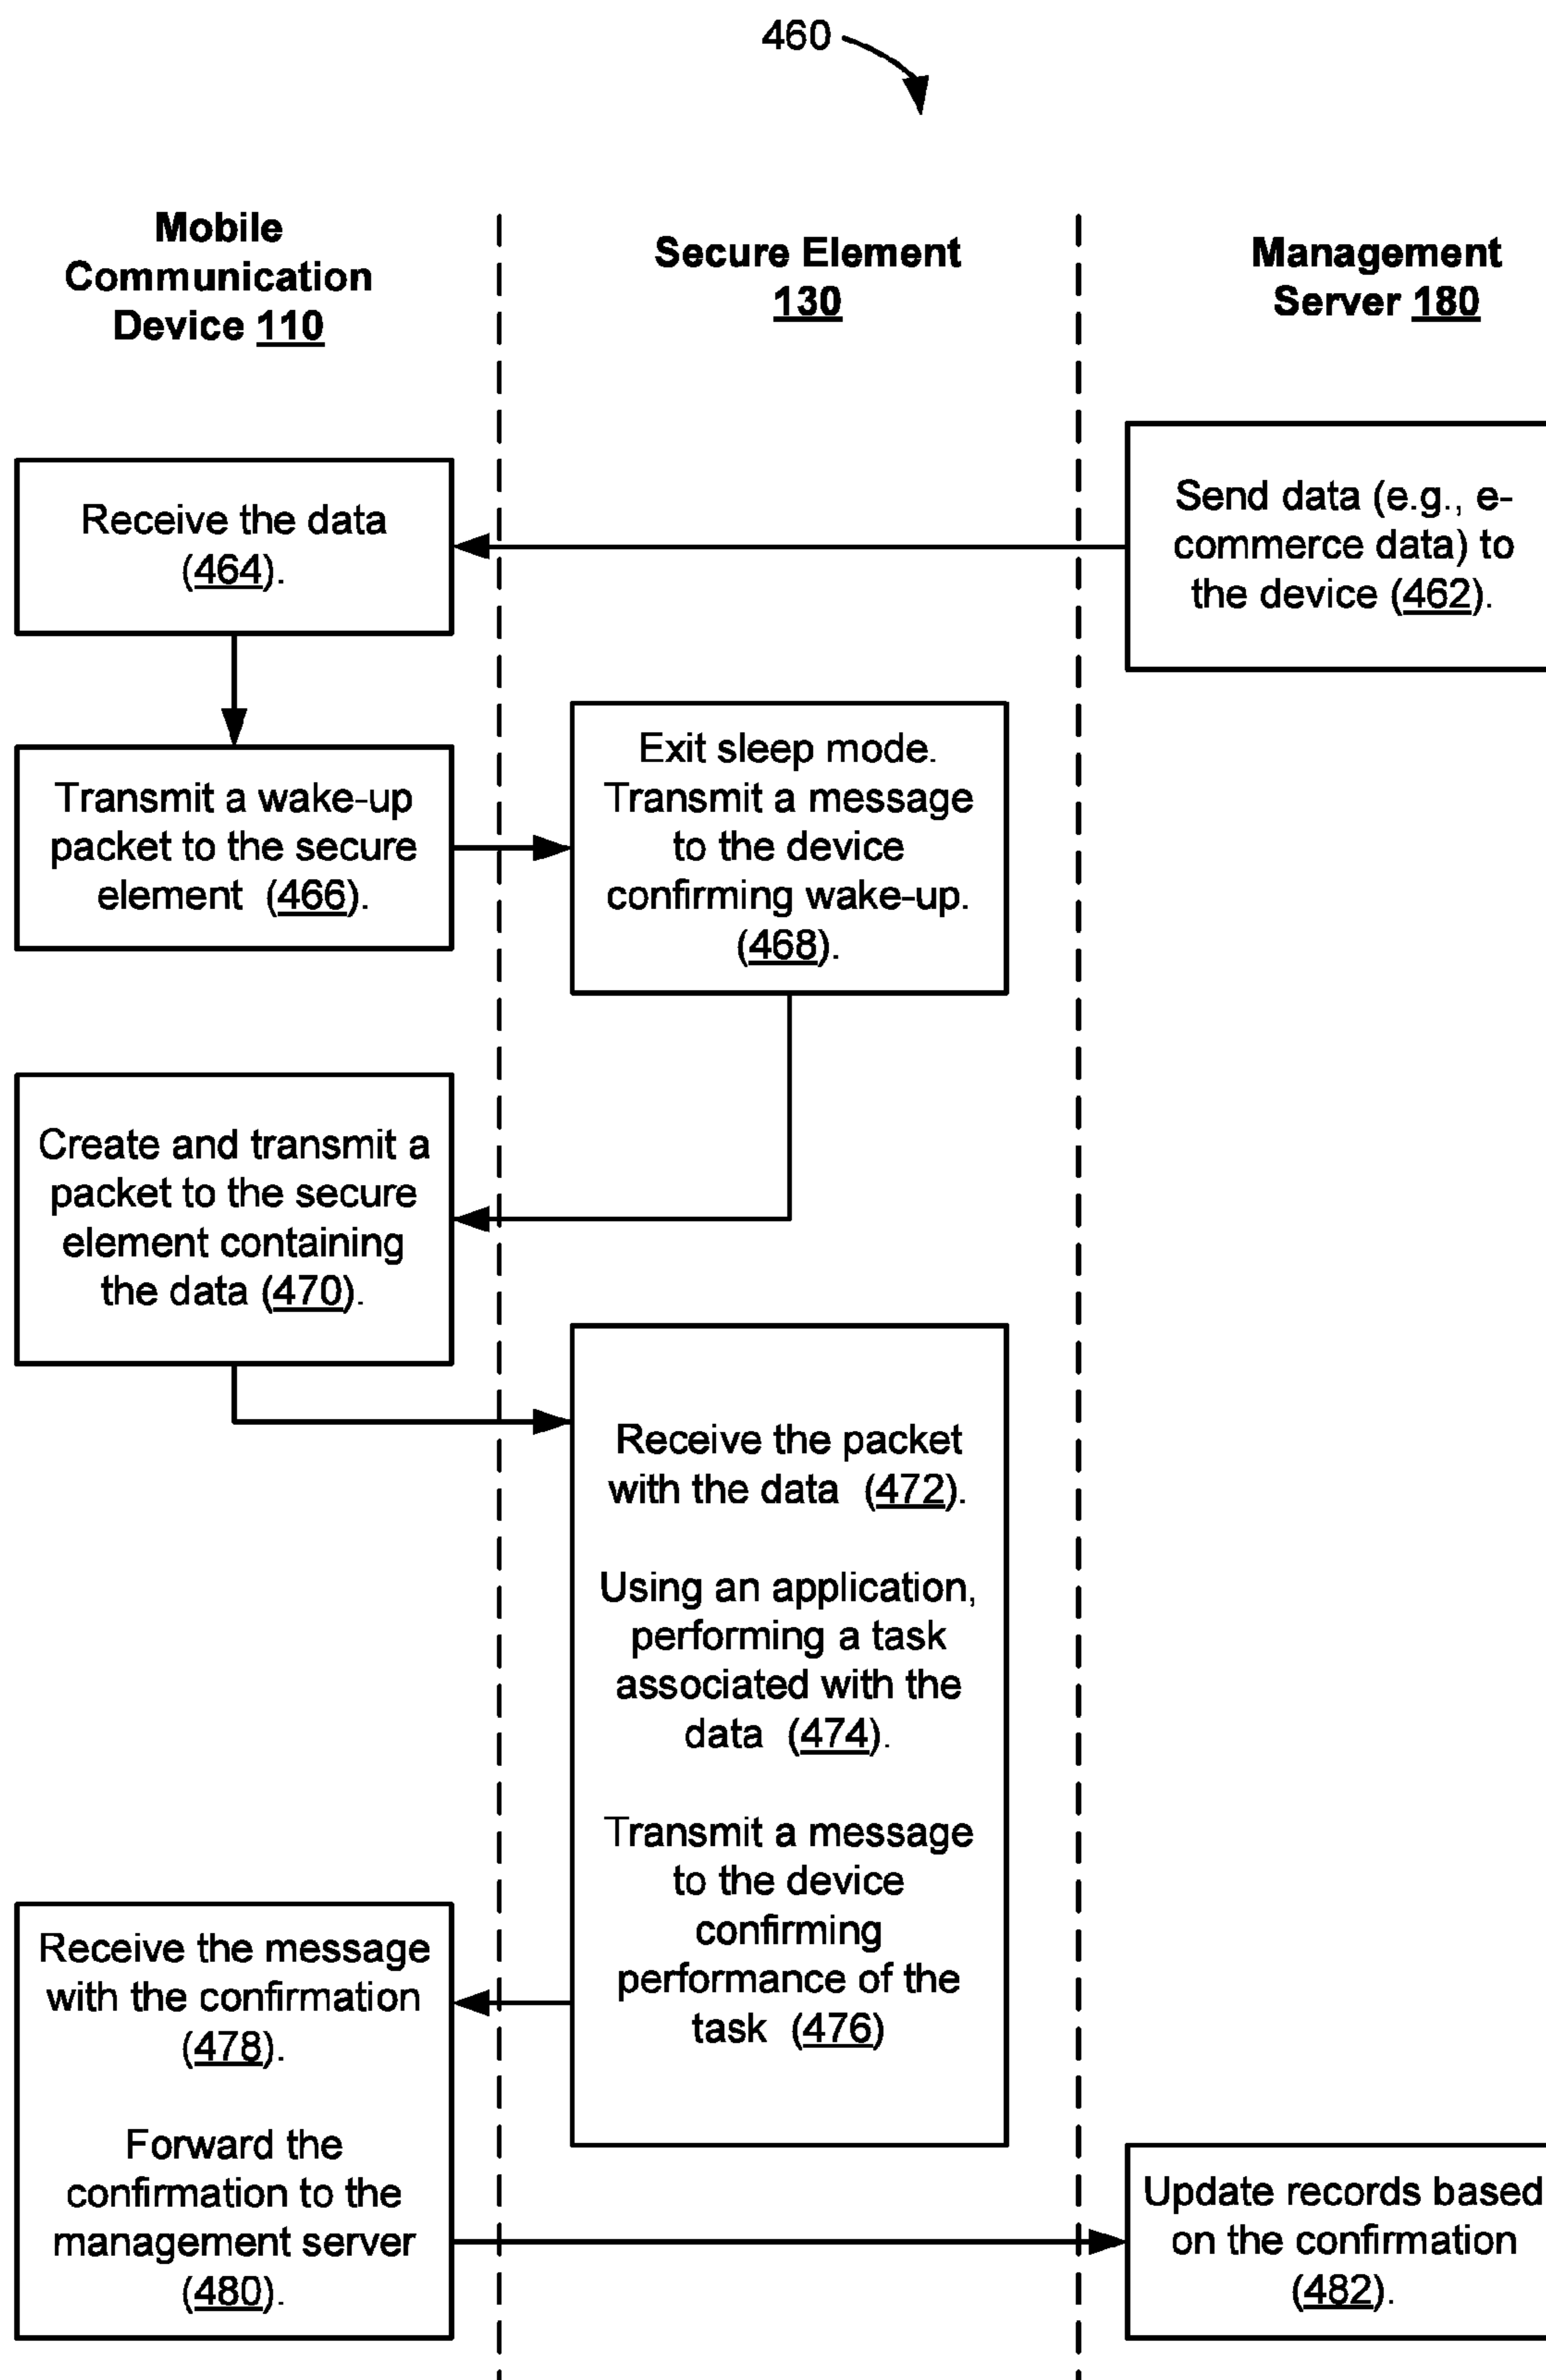 460
Mobile
Communication
Device 110
Secure Element
130
Management
Server 180
Send data (e.g., e-
commerce data) to
the device (462).
Receive the data
(464).
Transmit a wake-up
packet to the secure
element (466).
Exit sleep mode.
Transmit a message
to the device
confirming wake-up.
(468).
Create and transmit a
packet to the secure
element containing
the data (470).
Receive the packet
with the data (472).
Using an application,
performing a task
associated with the
data (474).
Transmit a message
to the device
confirming
performance of the
task (476)
Receive the message
with the confirmation
(478).
Forward the
confirmation to the
management server
(480).
Update records based
on the confirmation
(482).